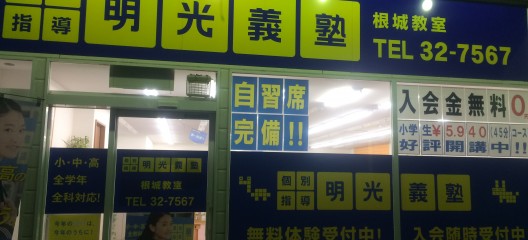 指導 明光義塾 根城教室
TEL 32-7567
自習席
完備!!
入会金無料
小学生¥5,940(45分コース
好評開講中!!
小・中・高
全学年
全科対応!
明光義塾
根城教室
TEL 32-7567
個別
指導
明光義塾
無料体験受付中!
入会随時受付中